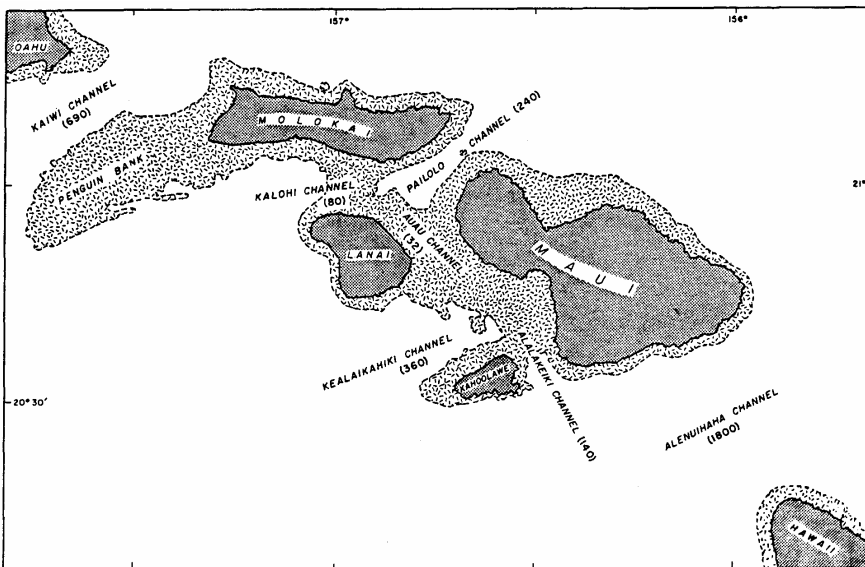 157°
156°
OAHU
KAIWI CHANNEL
(690)
MOLOKAI
PENGUIN BANK
PAILOLO CHANNEL (240)
21°
KALOHI CHANNEL
(80)
AUAU CHANNEL
(32)
LANAI
MAUI
KEALAIKAHIKI CHANNEL
(360)
KAHOOLAWE
ALALAKEIKI CHANNEL (140)
20° 30'
ALENUIHAHA CHANNEL
(1800)
HAWAII